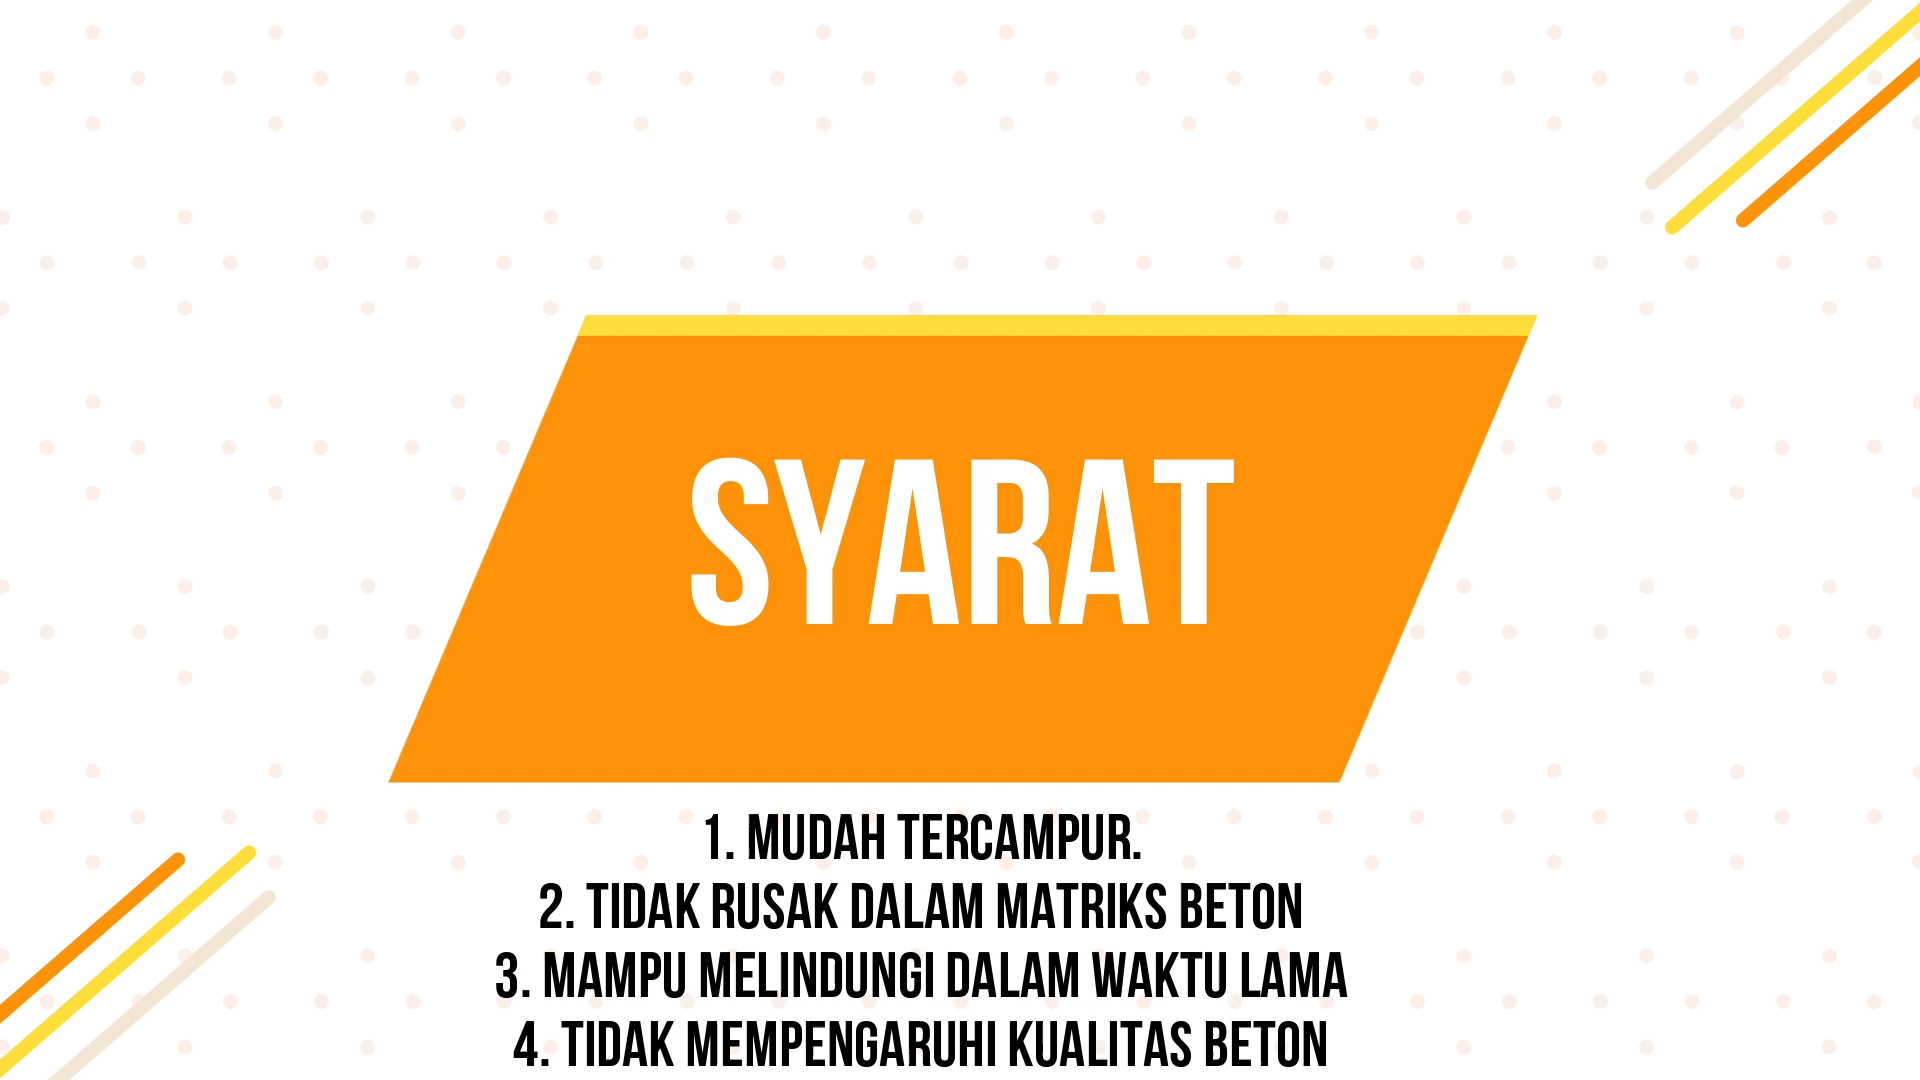 SYARAT
1. MUDAH TERCAMPUR.
2. TIDAK RUSAK DALAM MATRIKS BETON
3. MAMPU MELINDUNGI DALAM WAKTU LAMA
4. TIDAK MEMPENGARUHI KUALITAS BETON